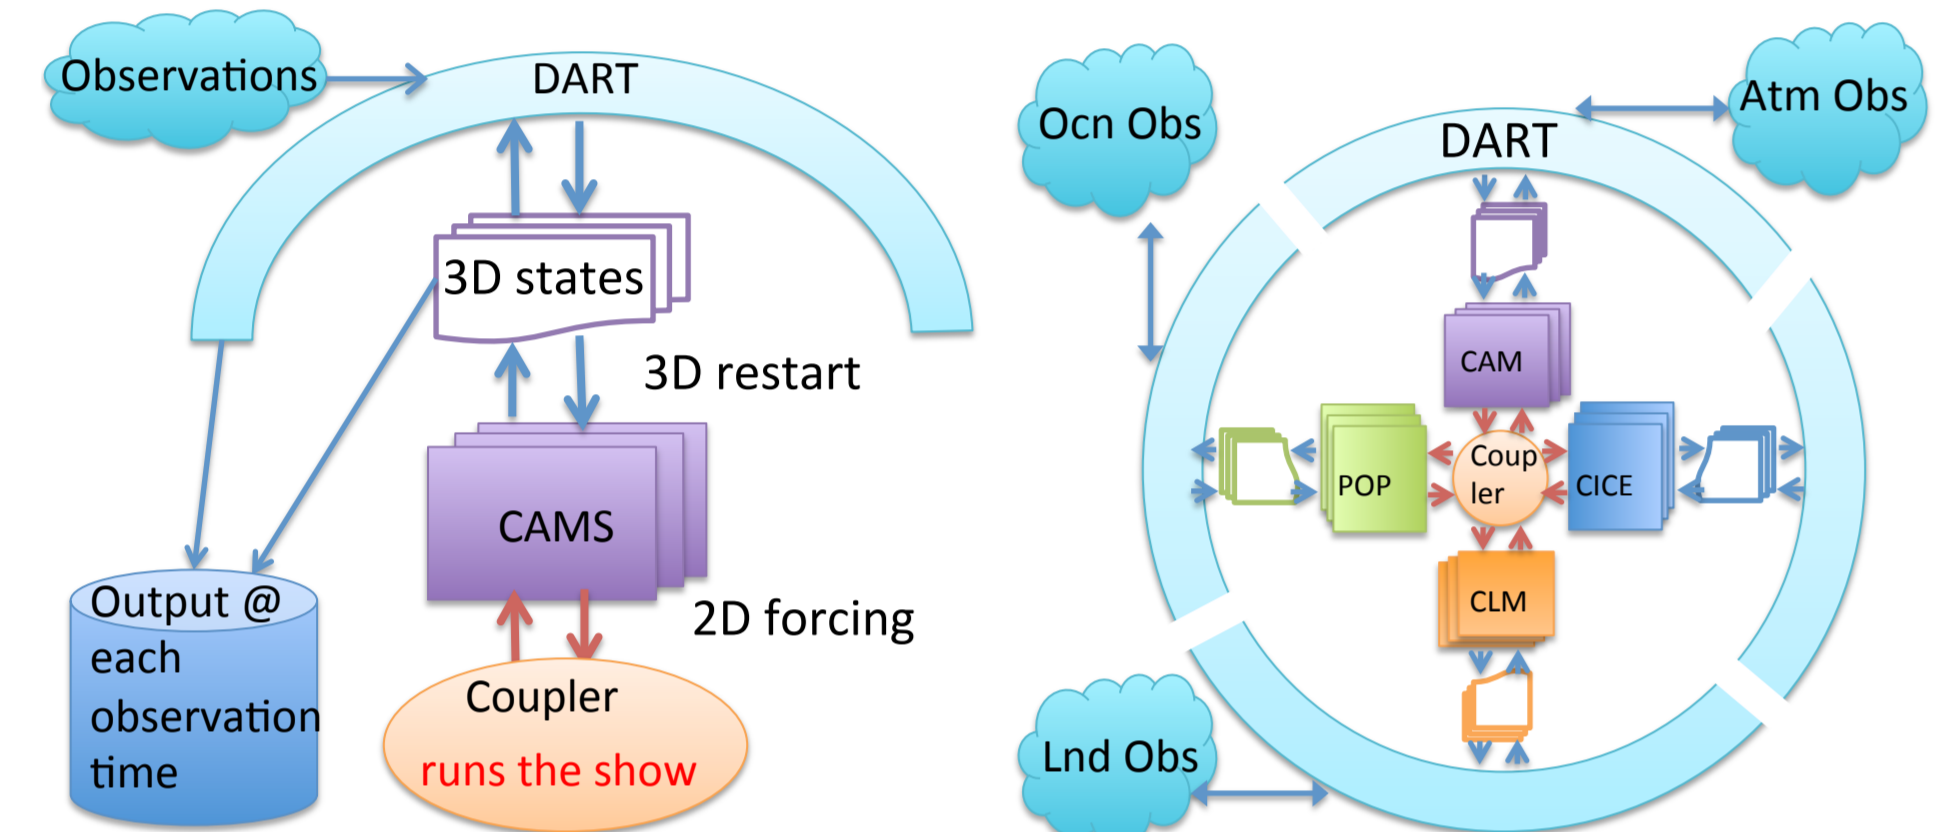 Observations
DART
3D states
3D restart
CAMS
2D forcing
Output @
each
observation
time
Coupler
runs the show
Ocn Obs
Atm Obs
DART
CAM
POP
Coup
ler
CICE
CLM
Lnd Obs